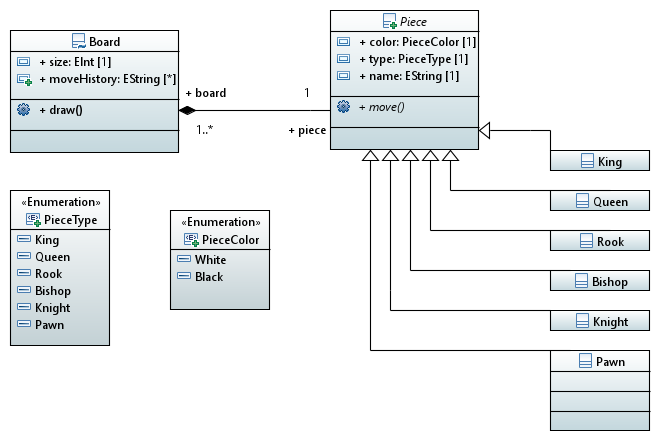 Board
+ size: EInt [1]
+ moveHistory: EString [*]
+ draw()
+ board
1
1..*
+ piece
Piece
+ color: PieceColor [1]
+ type: PieceType [1]
+ name: EString [1]
+ move()
King
Queen
Rook
Bishop
Knight
Pawn
«Enumeration»
PieceType
King
Queen
Rook
Bishop
Knight
Pawn
«Enumeration»
PieceColor
White
Black